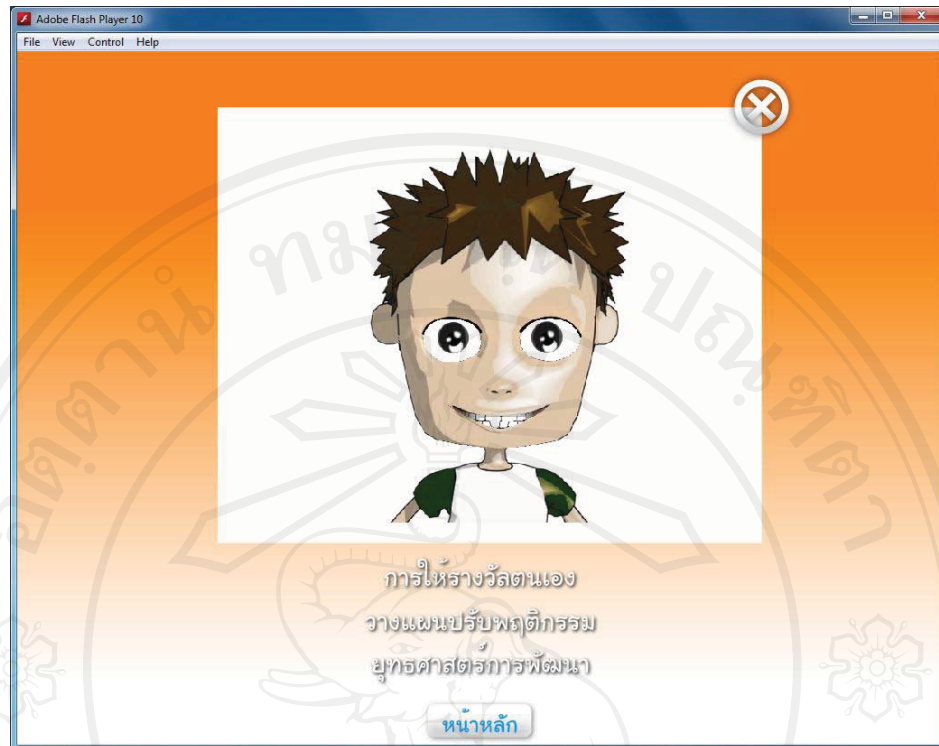 Adobe Flash Player 10
File View Control Help
การให้รางวัลตนเอง
วางแผนปรับพฤติกรรม
ยุทธศาสตร์การพัฒนา
หน้าหลัก